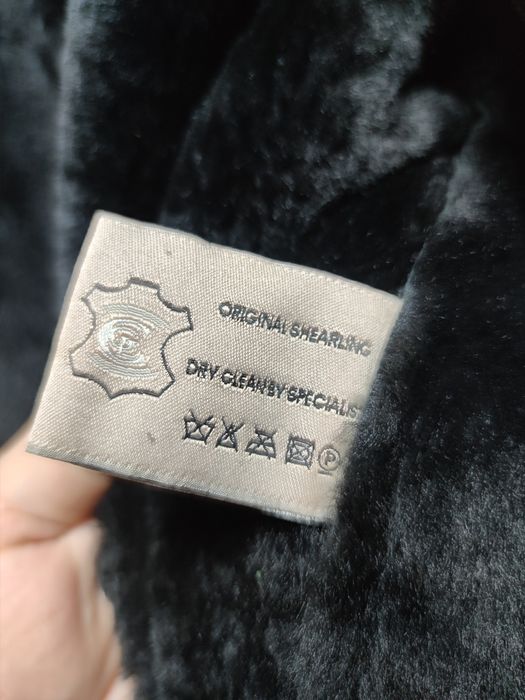 ORIGINAL SHEARLING
DRY CLEAN BY SPECIALIS
P